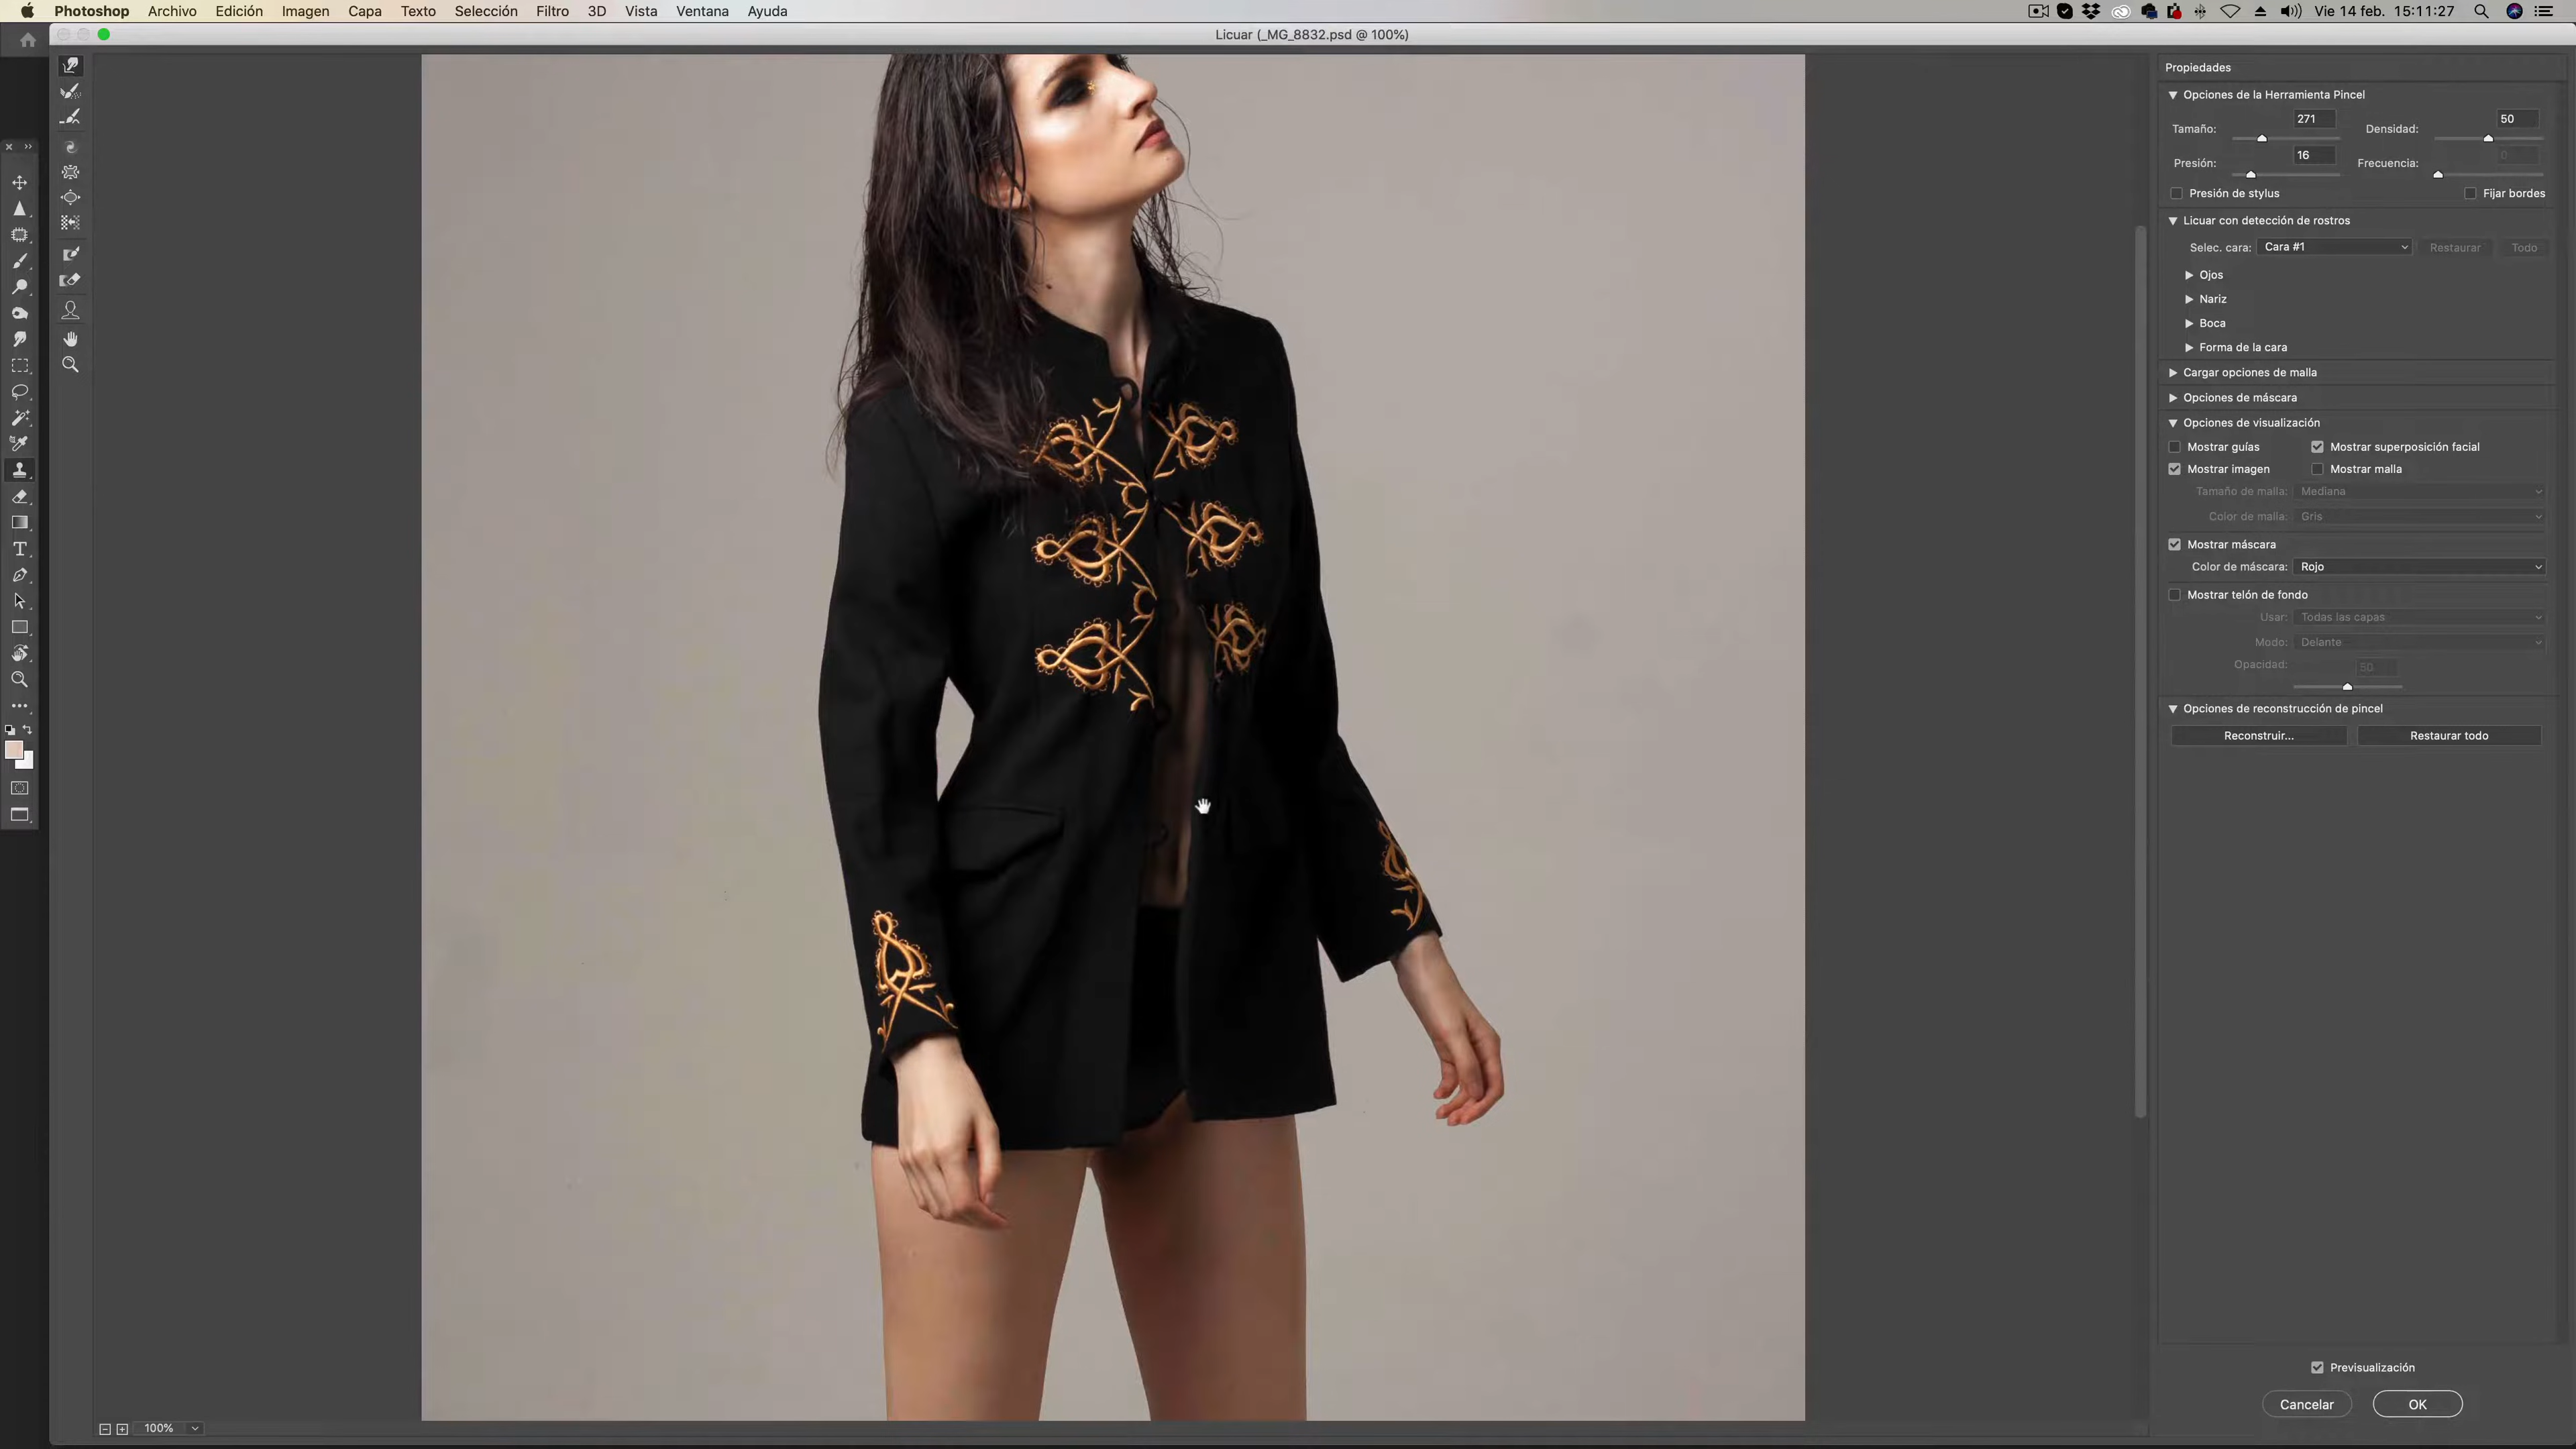 Photoshop Archivo Edición Imagen Capa Texto Selección Filtro 3D Vista Ventana Ayuda Vie 14 feb. 15:11:27
Licuar (_MG_8832.psd @ 100%)
Propiedades
Opciones de la Herramienta Pincel
Tamaño: 271 Densidad: 50
Presión: 16 Frecuencia: 0
Presión de stylus Fijar bordes
Licuar con detección de rostros
Selec. cara: Cara #1 Restaurar Todo
Ojos
Nariz
Boca
Forma de la cara
Cargar opciones de malla
Opciones de máscara
Opciones de visualización
Mostrar guías Mostrar superposición facial
Mostrar imagen Mostrar malla
Tamaño de malla: Mediana
Color de malla: Gris
Mostrar máscara
Color de máscara: Rojo
Mostrar telón de fondo
Usar: Todas las capas
Modo: Delante
Opacidad: 50
Opciones de reconstrucción de pincel
Reconstruir... Restaurar todo
Previsualización
Cancelar OK
100%